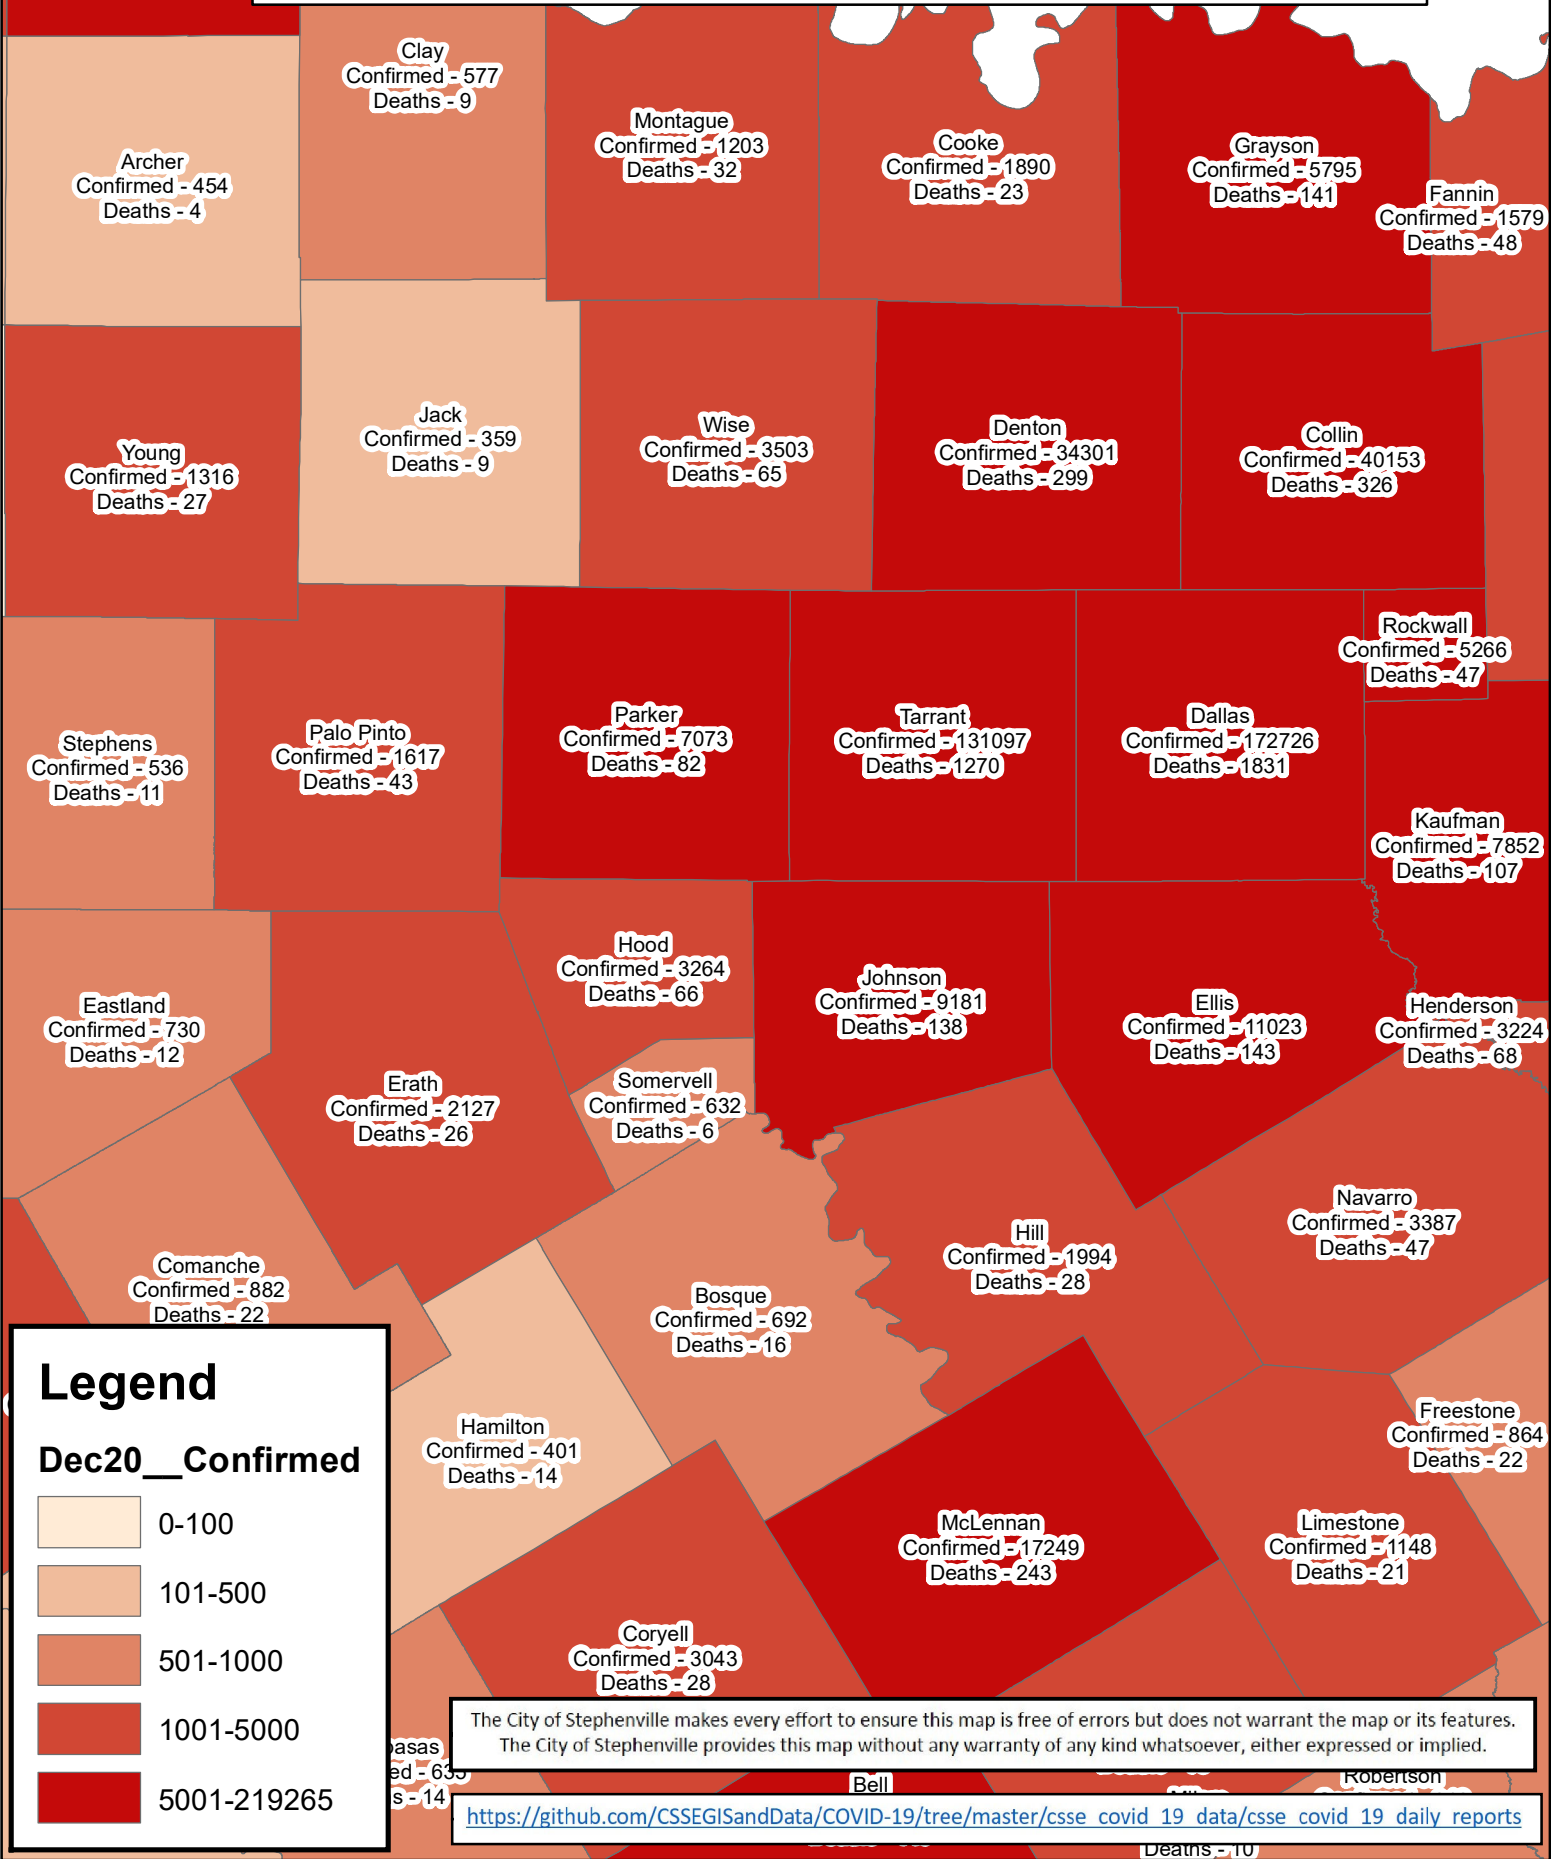 Clay
Confirmed - 577
Deaths - 9
Montague
Confirmed - 1203
Deaths - 32
Cooke
Confirmed - 1890
Deaths - 23
Grayson
Confirmed - 5795
Deaths - 141
Archer
Confirmed - 454
Deaths - 4
Fannin
Confirmed - 1579
Deaths - 48
Young
Confirmed - 1316
Deaths - 27
Jack
Confirmed - 359
Deaths - 9
Wise
Confirmed - 3503
Deaths - 65
Denton
Confirmed - 34301
Deaths - 299
Collin
Confirmed - 40153
Deaths - 326
Rockwall
Confirmed - 5266
Deaths - 47
Stephens
Confirmed - 536
Deaths - 11
Palo Pinto
Confirmed - 1617
Deaths - 43
Parker
Confirmed - 7073
Deaths - 82
Tarrant
Confirmed - 131097
Deaths - 1270
Dallas
Confirmed - 172726
Deaths - 1831
Kaufman
Confirmed - 7852
Deaths - 107
Eastland
Confirmed - 730
Deaths - 12
Hood
Confirmed - 3264
Deaths - 66
Johnson
Confirmed - 9181
Deaths - 138
Ellis
Confirmed - 11023
Deaths - 143
Henderson
Confirmed - 3224
Deaths - 68
Erath
Confirmed - 2127
Deaths - 26
Somervell
Confirmed - 632
Deaths - 6
Comanche
Confirmed - 882
Deaths - 22
Bosque
Confirmed - 692
Deaths - 16
Hill
Confirmed - 1994
Deaths - 28
Navarro
Confirmed - 3387
Deaths - 47
Hamilton
Confirmed - 401
Deaths - 14
Freestone
Confirmed - 864
Deaths - 22
McLennan
Confirmed - 17249
Deaths - 243
Limestone
Confirmed - 1148
Deaths - 21
Coryell
Confirmed - 3043
Deaths - 28
Legend
Dec20__Confirmed
0-100
101-500
501-1000
1001-5000
5001-219265
The City of Stephenville makes every effort to ensure this map is free of errors but does not warrant the map or its features.
The City of Stephenville provides this map without any warranty of any kind whatsoever, either expressed or implied.
asas
ed - 635
s - 14
Bell
Robertson
https://github.com/CSSEGISandData/COVID-19/tree/master/csse_covid_19_data/csse_covid_19_daily_reports
Deaths - 10